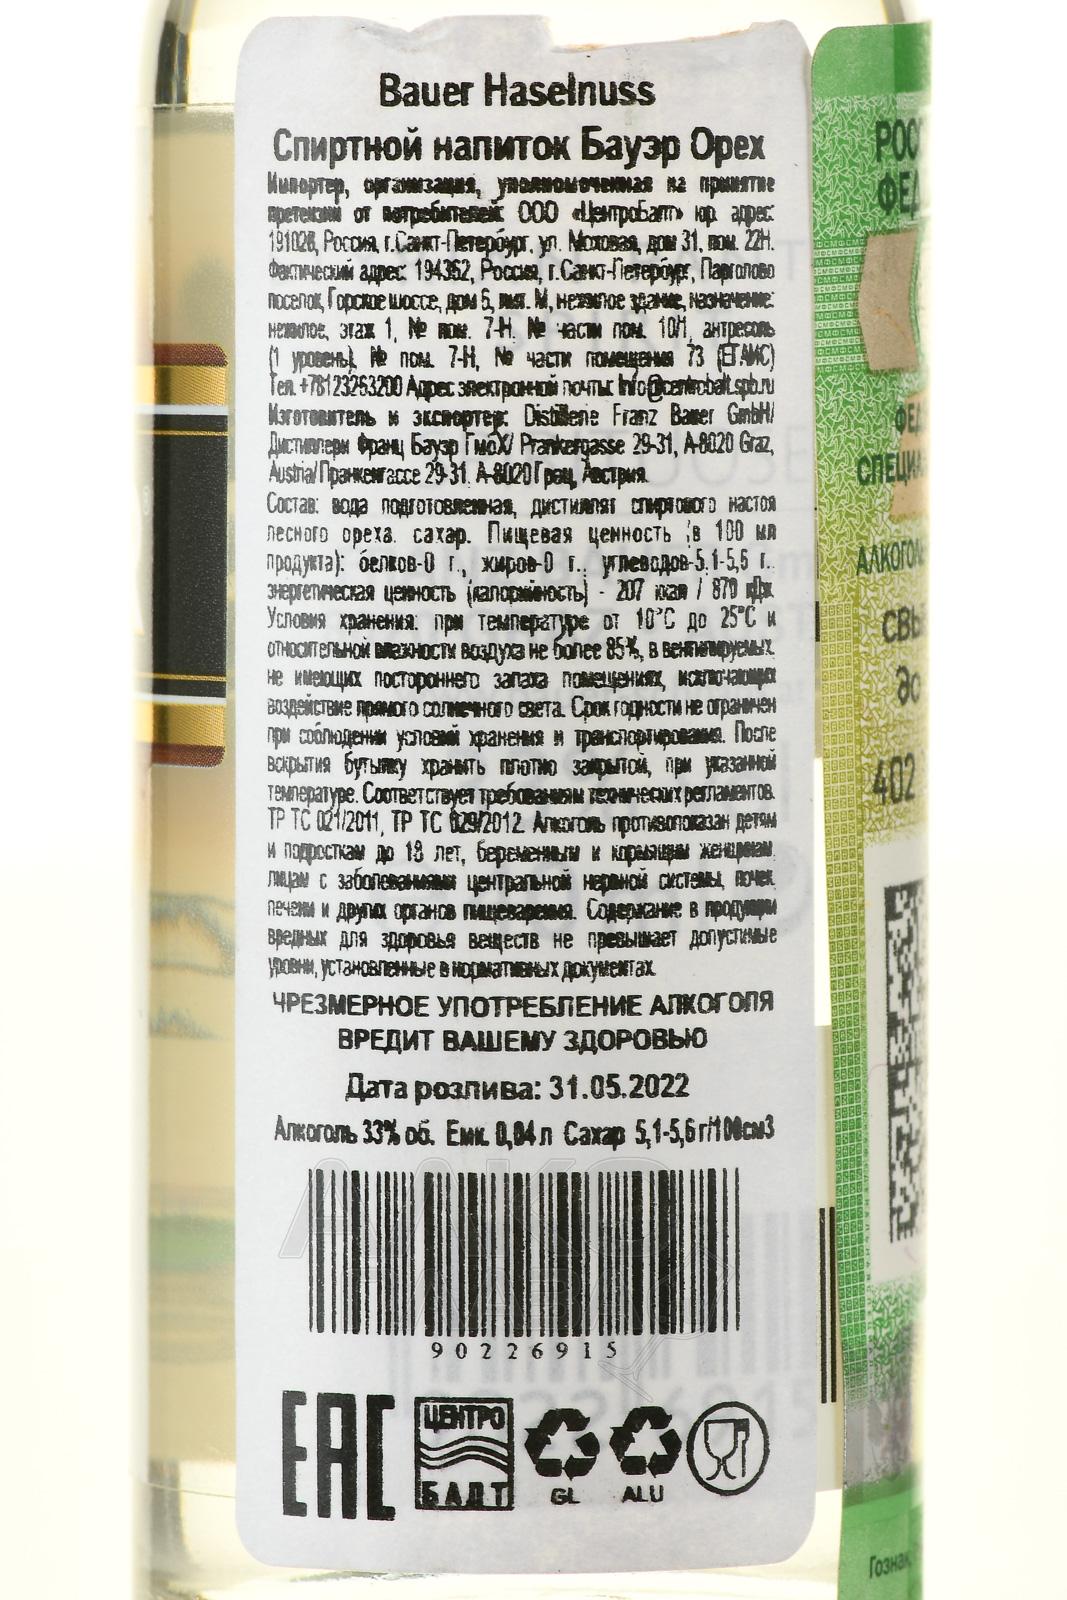 Bauer Haselnuss
Спиртной напиток Бауэр Орех
Импортер, организация, уполномоченная на принятие
претензии от потребителей: ООО «ЦентроБалт» юр. адрес:
191028, Россия, г.Санкт-Петербург, ул. Моховая, дом 31, пом. 22Н.
Фактический адрес: 194362, Россия, г.Санкт-Петербург, Парголово
поселок, Горское шоссе, дом 6, лит. М, нежилое здание, назначение:
нежилое, этаж 1, № пом. 7-Н, № части пом. 10Н, антресоль
(1 уровень), № пом. 7-Н, № части помещения 73 (ЕГАИС)
Тел. +78123263200 Адрес электронной почты: info@centrobalt.spb.ru
Изготовитель и экспортер: Distillerie Franz Bauer GmbH/
Дистиллери Франц Бауэр ГмбХ/ Prankergasse 29-31, A-8020 Graz,
Austria/Пранкенгассе 29-31, А-8020 Грац, Австрия.
Состав: вода подготовленная, дистиллят спиртового настоя
лесного ореха, сахар. Пищевая ценность (в 100 мл
продукта): белков-0 г., жиров-0 г., углеводов-5,1-5,6 г.,
энергетическая ценность (калорийность) - 207 ккал / 870 кДж.
Условия хранения: при температуре от 10°С до 25°С и
относительной влажности воздуха не более 85%, в вентилируемых,
не имеющих постороннего запаха помещениях, исключающих
воздействие прямого солнечного света. Срок годности не ограничен
при соблюдении условий хранения и транспортирования. После
вскрытия бутылку хранить плотно закрытой, при указанной
температуре. Соответствует требованиям технических регламентов
ТР ТС 021/2011, ТР ТС 029/2012. Алкоголь противопоказан детям
и подросткам до 18 лет, беременным и кормящим женщинам,
лицам с заболеваниями центральной нервной системы, почек,
печени и других органов пищеварения. Содержание в продукции
вредных для здоровья веществ не превышает допустимые
уровни, установленные в нормативных документах.
ЧРЕЗМЕРНОЕ УПОТРЕБЛЕНИЕ АЛКОГОЛЯ
ВРЕДИТ ВАШЕМУ ЗДОРОВЬЮ
Дата розлива: 31.05.2022
Алкоголь 33% об. Емк. 0,04 л Сахар 5,1-5,6 г/100см3
90226915
EAC
ЦЕНТРО
БАЛТ
GL
ALU
РОСС
ФЕД
ФЕД
СПЕЦИА
АЛКОГОЛ
СВЫ
до
402
Гознак